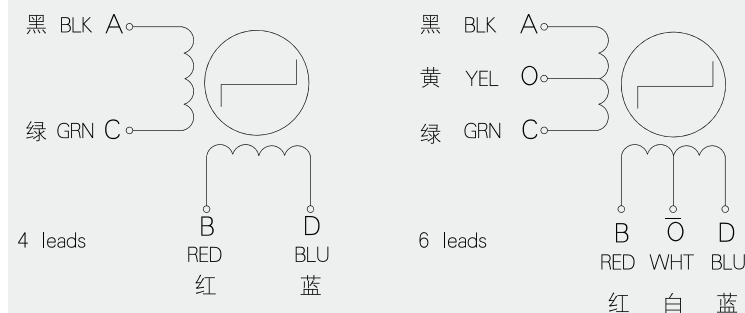 黑 BLK A
绿 GRN C
B D
RED BLU
红 蓝
4 leads
黑 BLK A
黄 YEL O
绿 GRN C
B O̅ D
RED WHT BLU
红 白 蓝
6 leads